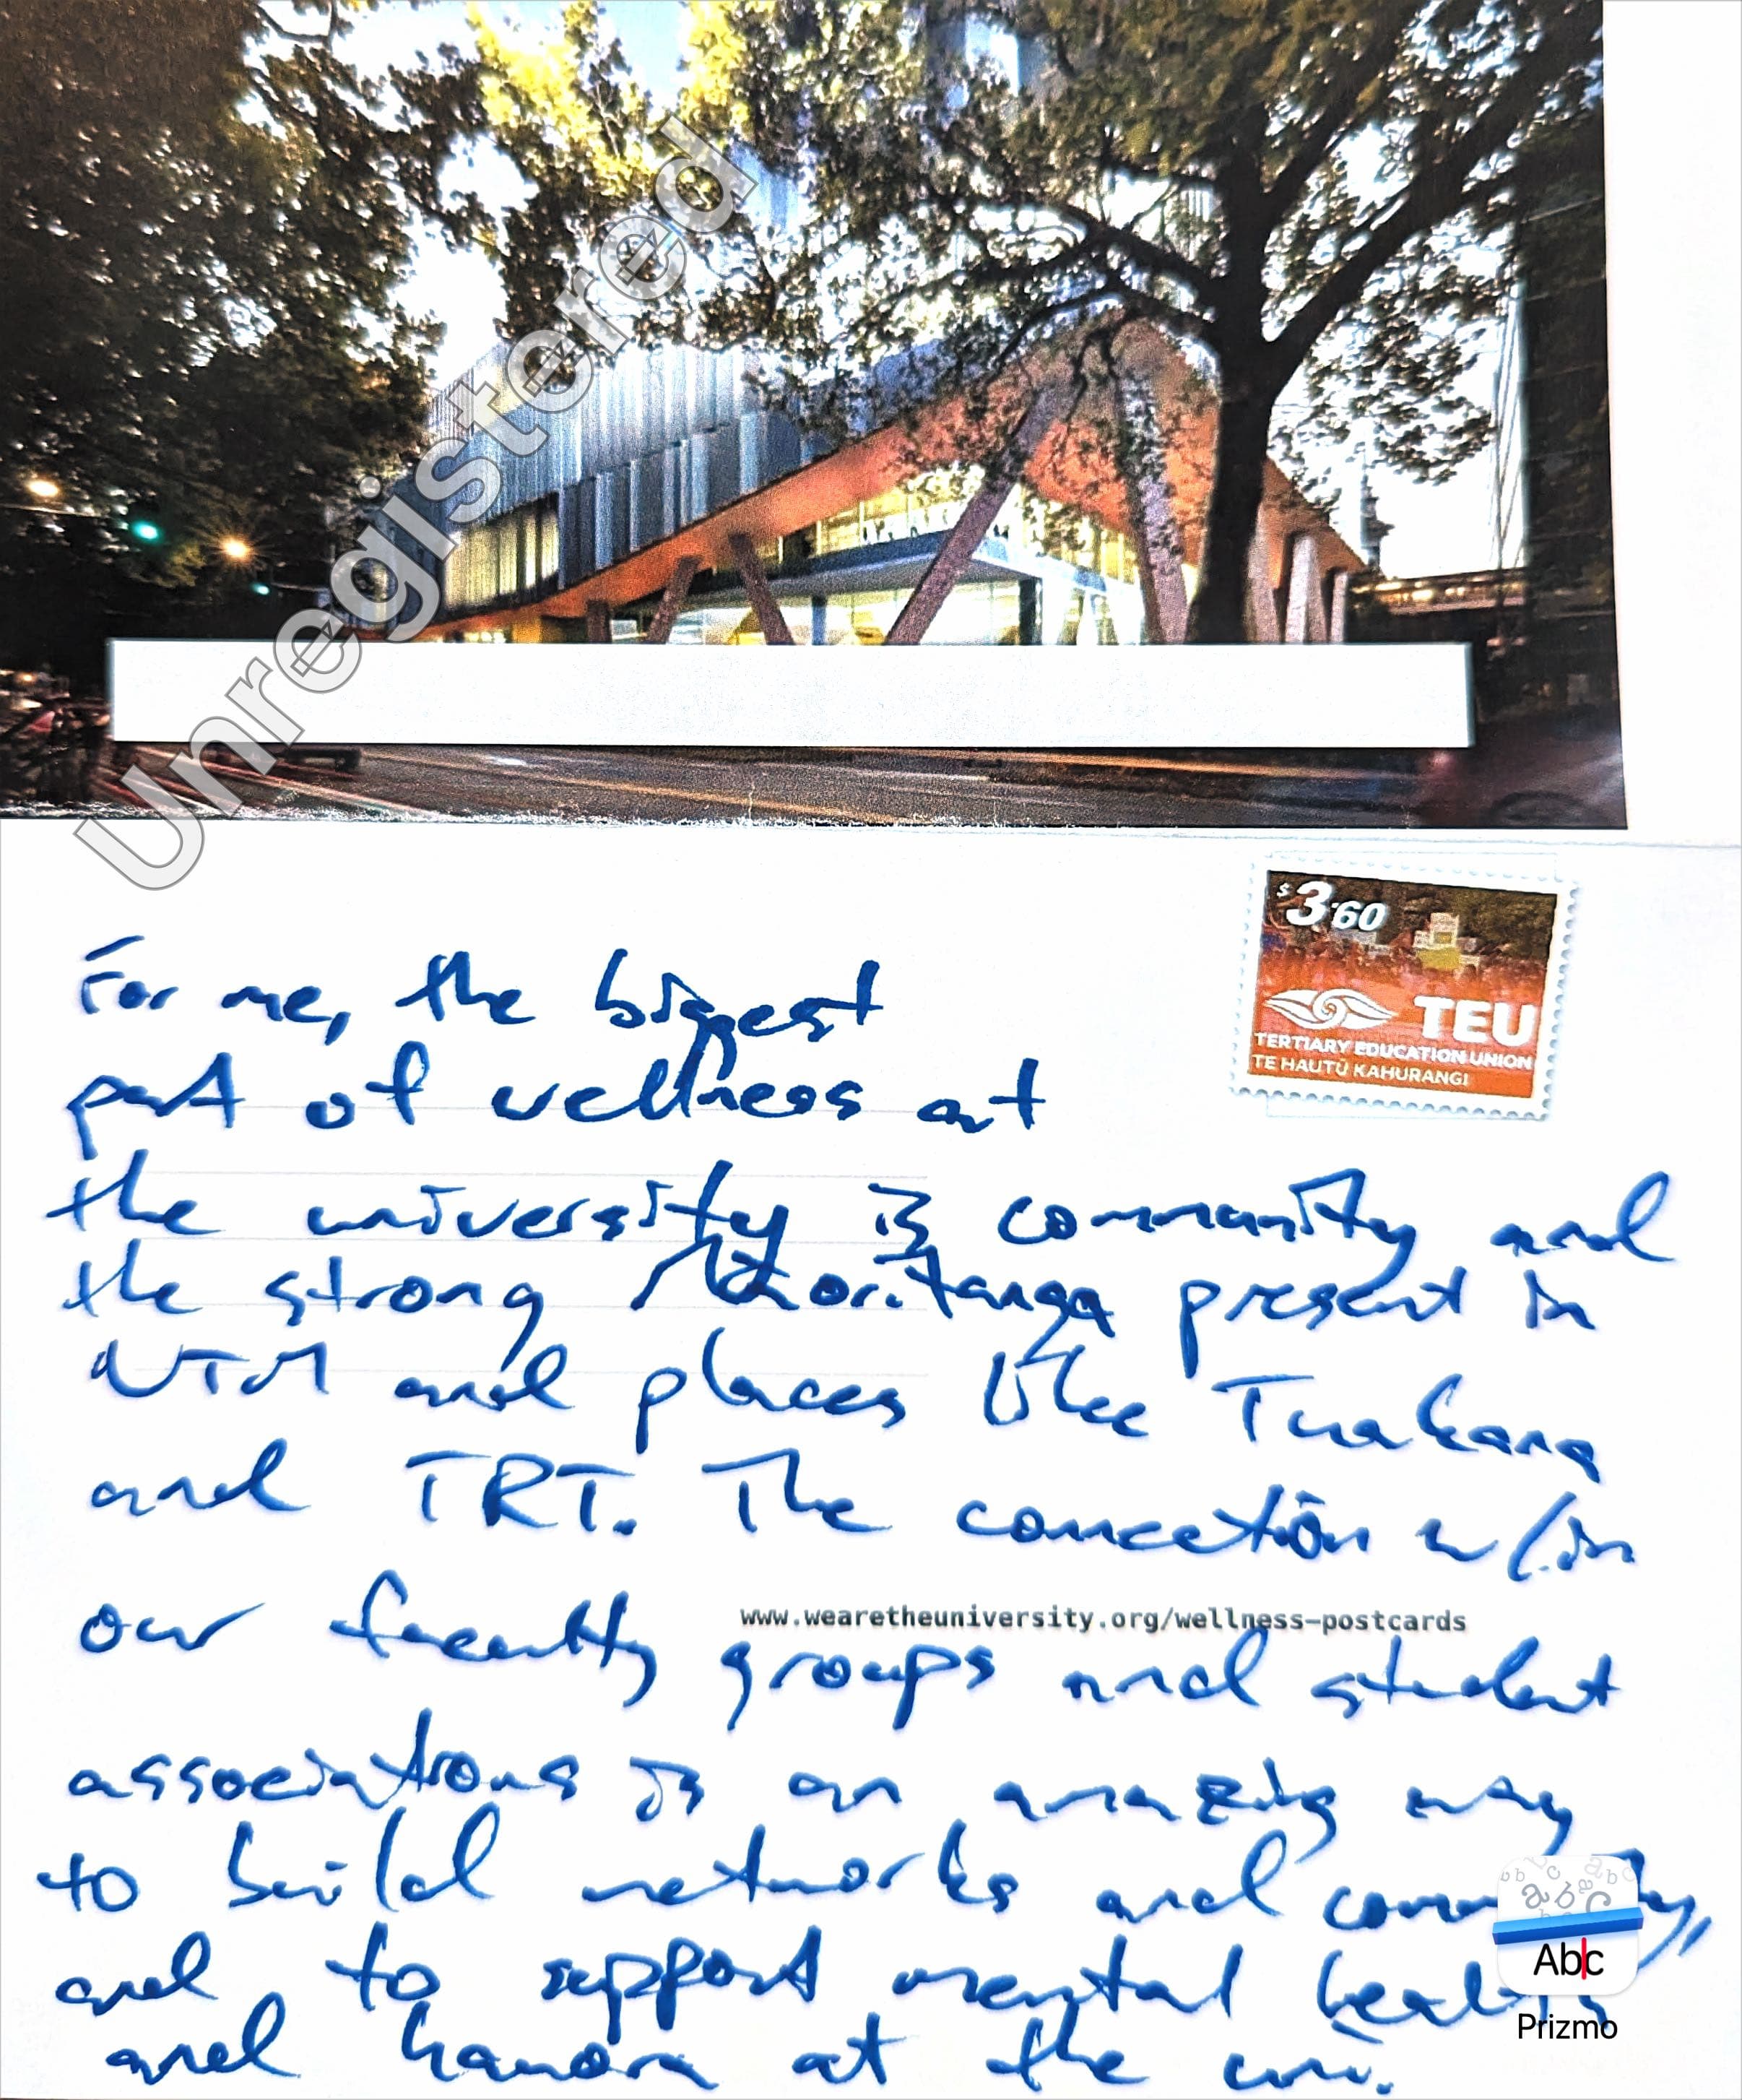 Unregistered
$3.60
TEU
TERTIARY EDUCATION UNION
TE HAUTŪ KAHURANGI
For me, the biggest
part of wellness at
the university is community and
the strong Māoritanga present in
NTM and places like Tuakana
and TRT. The connection w/in
our faculty groups and student
www.wearetheuniversity.org/wellness-postcards
associations is an amazing way
to build networks and community,
and to support mental health
and hauora at the uni.
Abc
Prizmo